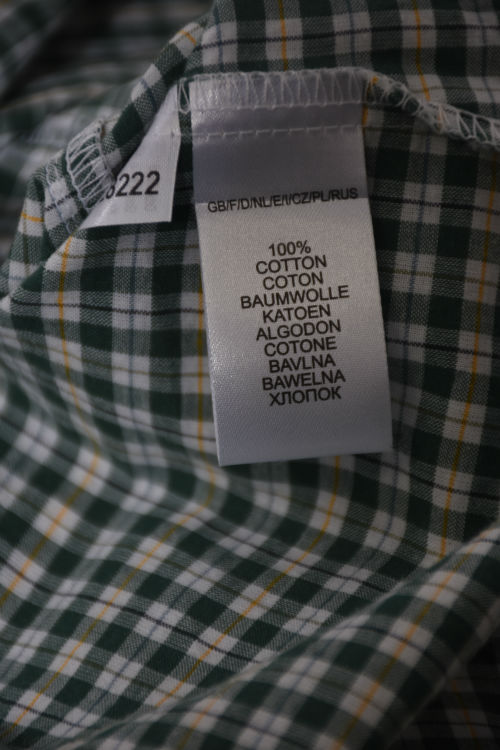 3222
GB/F/D/NL/E/I/CZ/PL/RUS
100%
COTTON
COTON
BAUMWOLLE
KATOEN
ALGODON
COTONE
BAVLNA
BAWELNA
ХЛОПОК